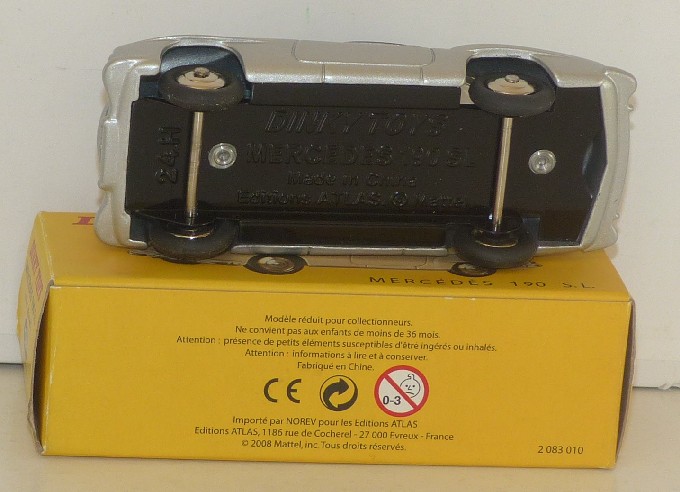 DINKY TOYS
24H
MERCEDES 190 SL
Made in China
Editions ATLAS, © Mattel
MERCÉDÈS 190 S.L.
Modèle réduit pour collectionneurs.
Ne convient pas aux enfants de moins de 36 mois.
Attention : présence de petits éléments susceptibles d'être ingérés ou inhalés.
Attention : informations à lire et à conserver.
Fabriqué en Chine.
CE
0-3
Importé par NOREV pour les Editions ATLAS
Editions ATLAS, 1186 rue de Cocherel - 27 000 Evreux - France
© 2008 Mattel, inc. Tous droits réservés.
2 083 010